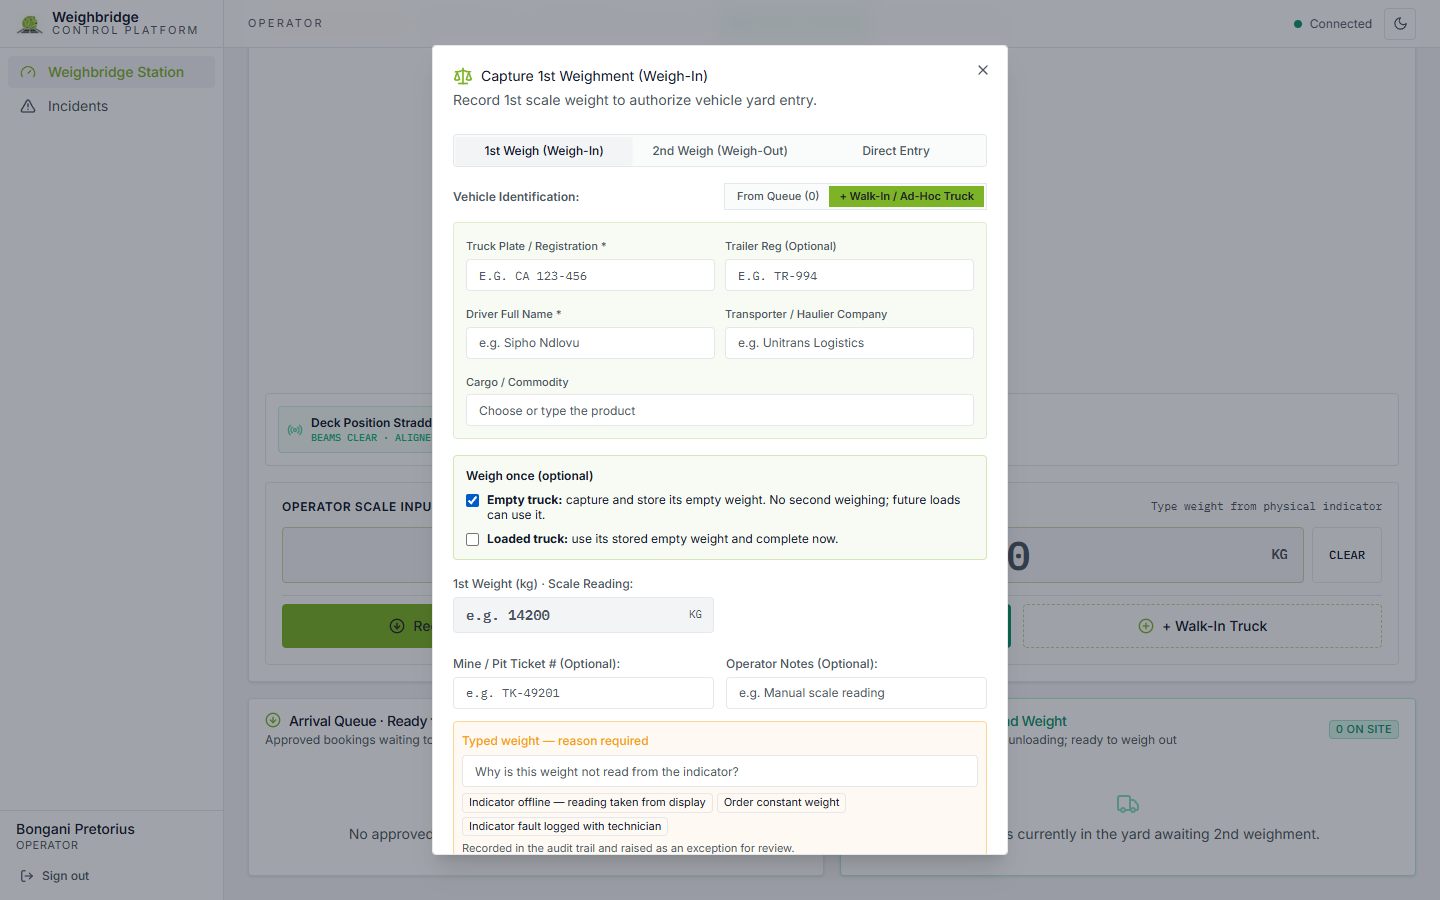 Weighbridge
CONTROL PLATFORM
OPERATOR
Connected
Weighbridge Station
Incidents
Capture 1st Weighment (Weigh-In)
Record 1st scale weight to authorize vehicle yard entry.
1st Weigh (Weigh-In)
2nd Weigh (Weigh-Out)
Direct Entry
Vehicle Identification:
From Queue (0)
+ Walk-In / Ad-Hoc Truck
Truck Plate / Registration *
Trailer Reg (Optional)
E.G. CA 123-456
E.G. TR-994
Driver Full Name *
Transporter / Haulier Company
e.g. Sipho Ndlovu
e.g. Unitrans Logistics
Cargo / Commodity
Choose or type the product
Weigh once (optional)
Empty truck: capture and store its empty weight. No second weighing; future loads
can use it.
Loaded truck: use its stored empty weight and complete now.
1st Weight (kg) · Scale Reading:
e.g. 14200
KG
Mine / Pit Ticket # (Optional):
Operator Notes (Optional):
e.g. TK-49201
e.g. Manual scale reading
Typed weight — reason required
Why is this weight not read from the indicator?
Indicator offline — reading taken from display
Order constant weight
Indicator fault logged with technician
Recorded in the audit trail and raised as an exception for review.
Deck Position
BEAMS CLEAR ·
OPERATOR SCALE
Type weight from physical indicator
0
KG
CLEAR
+ Walk-In Truck
Arrival Queue · Ready
Approved bookings waiting
No approved
Weight
unloading; ready to weigh out
0 ON SITE
currently in the yard awaiting 2nd weighment.
Bongani Pretorius
OPERATOR
Sign out